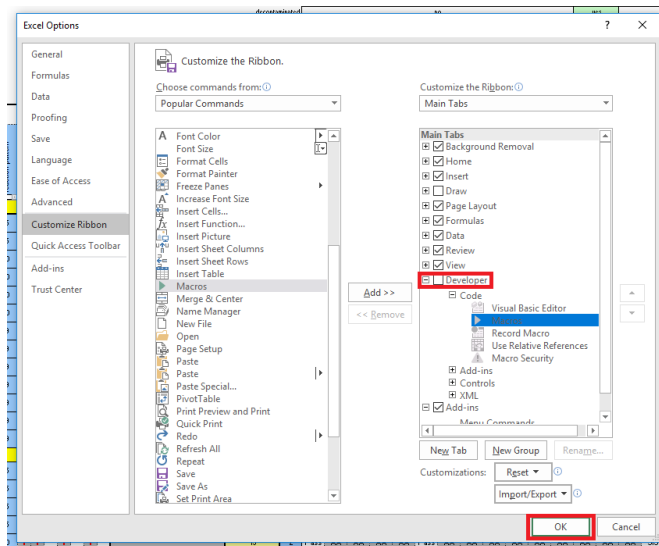 Excel Options
?
General
Formulas
Data
Proofing
Save
Language
Ease of Access
Advanced
Customize Ribbon
Quick Access Toolbar
Add-ins
Trust Center
Customize the Ribbon.
Choose commands from:
Popular Commands
Font Color
Font Size
Format Cells
Format Painter
Freeze Panes
Increase Font Size
Insert Cells...
Insert Function...
Insert Picture
Insert Sheet Columns
Insert Sheet Rows
Insert Table
Macros
Merge & Center
Name Manager
New File
Open
Page Setup
Paste
Paste
Paste Special...
PivotTable
Print Preview and Print
Quick Print
Redo
Refresh All
Repeat
Save
Save As
Set Print Area
Add >>
<< Remove
Customize the Ribbon:
Main Tabs
Main Tabs
Background Removal
Home
Insert
Draw
Page Layout
Formulas
Data
Review
View
Developer
Code
Visual Basic Editor
Record Macro
Use Relative References
Macro Security
Add-ins
Controls
XML
Add-ins
Menu Commands
New Tab
New Group
Rename...
Customizations:
Reset
Import/Export
OK
Cancel